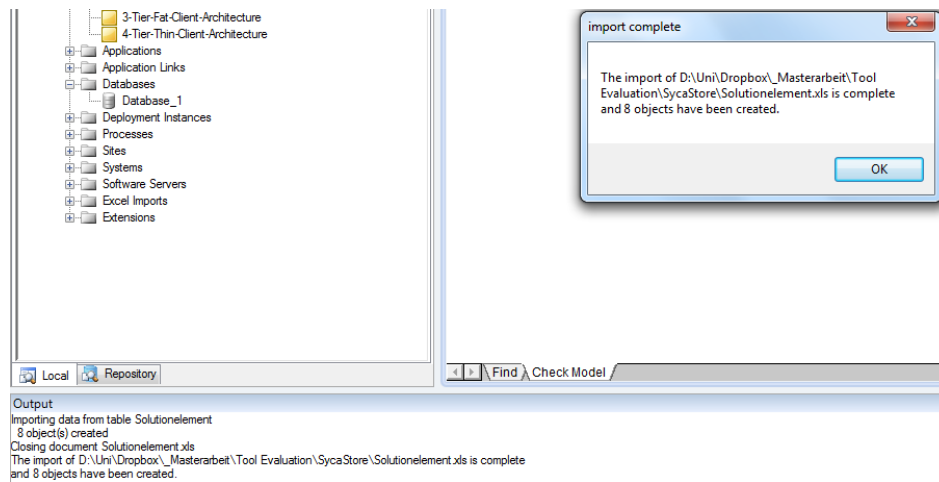 3-Tier-Fat-Client-Architecture
4-Tier-Thin-Client-Architecture
Applications
Application Links
Databases
Database_1
Deployment Instances
Processes
Sites
Systems
Software Servers
Excel Imports
Extensions
Local Repository
import complete
The import of D:\Uni\Dropbox\_Masterarbeit\Tool
Evaluation\SycaStore\Solutionelement.xls is complete
and 8 objects have been created.
OK
Find Check Model
Output
Importing data from table Solutionelement
8 object(s) created
Closing document Solutionelement.xls
The import of D:\Uni\Dropbox\_Masterarbeit\Tool Evaluation\SycaStore\Solutionelement.xls is complete
and 8 objects have been created.